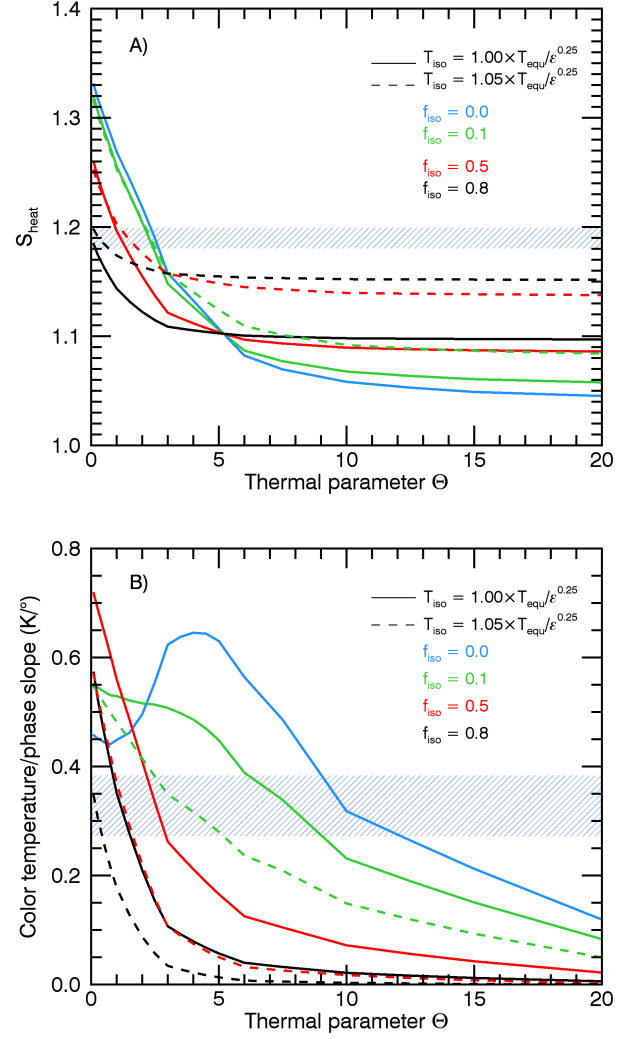 1.4
A)
T_iso = 1.00×T_equ/ε^0.25
T_iso = 1.05×T_equ/ε^0.25
1.3
f_iso = 0.0
f_iso = 0.1
f_iso = 0.5
f_iso = 0.8
1.2
S_heat
1.1
1.0
0 5 10 15 20
Thermal parameter Θ
0.8
B)
T_iso = 1.00×T_equ/ε^0.25
T_iso = 1.05×T_equ/ε^0.25
f_iso = 0.0
0.6
f_iso = 0.1
f_iso = 0.5
f_iso = 0.8
Color temperature/phase slope (K/°)
0.4
0.2
0.0
0 5 10 15 20
Thermal parameter Θ